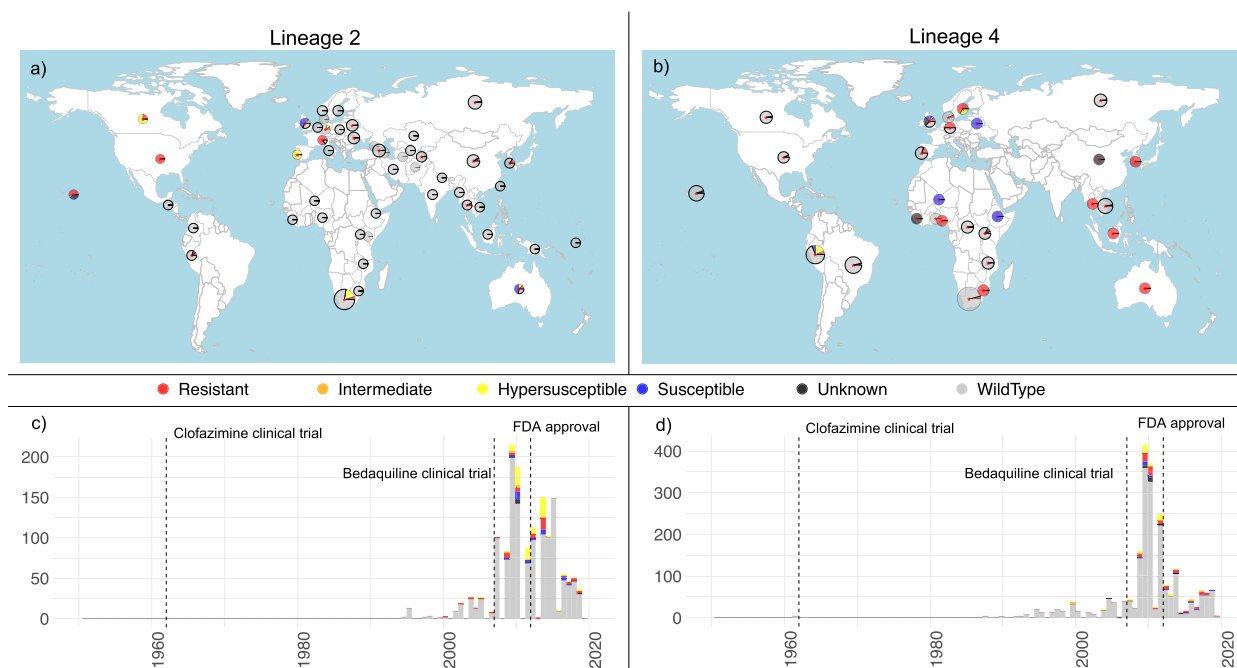 Lineage 2
Lineage 4
a)
b)
Resistant
Intermediate
Hypersusceptible
Susceptible
Unknown
WildType
c)
Clofazimine clinical trial
FDA approval
Bedaquiline clinical trial
200
150
100
50
0
1960
1980
2000
2020
d)
Clofazimine clinical trial
FDA approval
Bedaquiline clinical trial
400
300
200
100
0
1960
1980
2000
2020